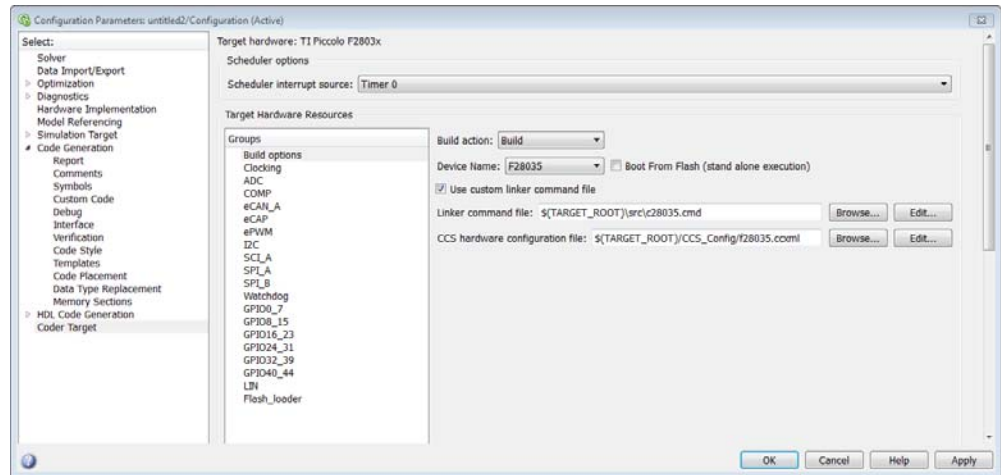 Configuration Parameters: untitled2/Configuration (Active)
Select:
Solver
Data Import/Export
Optimization
Diagnostics
Hardware Implementation
Model Referencing
Simulation Target
Code Generation
Report
Comments
Symbols
Custom Code
Debug
Interface
Verification
Code Style
Templates
Code Placement
Data Type Replacement
Memory Sections
HDL Code Generation
Coder Target
Target hardware: TI Piccolo F2803x
Scheduler options
Scheduler interrupt source: Timer 0
Target Hardware Resources
Groups
Build options
Clocking
ADC
COMP
eCAN_A
eCAP
ePWM
I2C
SCI_A
SPI_A
SPI_B
Watchdog
GPIO0_7
GPIO8_15
GPIO16_23
GPIO24_31
GPIO32_39
GPIO40_44
LIN
Flash_loader
Build action: Build
Device Name: F28035 Boot From Flash (stand alone execution)
Use custom linker command file
Linker command file: $(TARGET_ROOT)\src\c28035.cmd Browse... Edit...
CCS hardware configuration file: $(TARGET_ROOT)/CCS_Config/f28035.ccxml Browse... Edit...
OK Cancel Help Apply